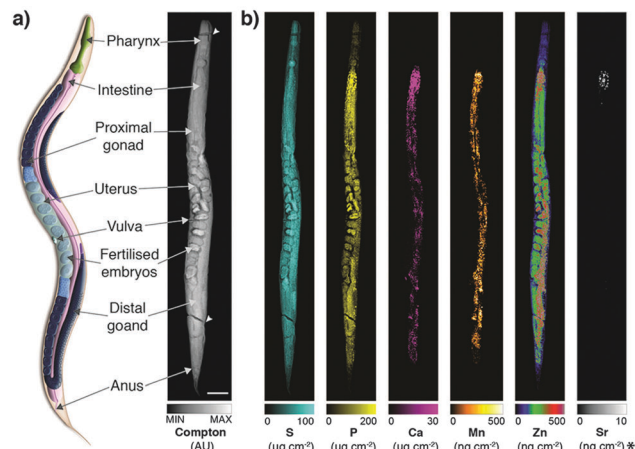 a)
b)
Pharynx
Intestine
Proximal
gonad
Uterus
Vulva
Fertilised
embryos
Distal
goand
Anus
MIN MAX
Compton
(AU)
0 100
S
(µg cm-2)
0 200
P
(µg cm-2)
0 30
Ca
(µg cm-2)
0 500
Mn
(ng cm-2)
0 500
Zn
(ng cm-2)
0
Sr
(ng cm-2) *